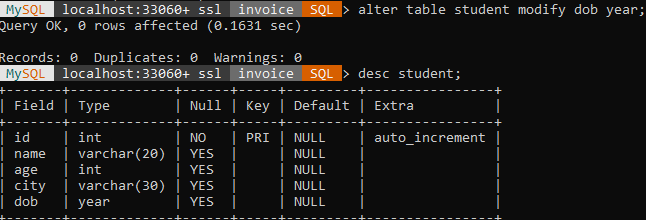 MySQL localhost:33060+ ssl invoice SQL > alter table student modify dob year;
Query OK, 0 rows affected (0.1631 sec)
Records: 0  Duplicates: 0  Warnings: 0
MySQL localhost:33060+ ssl invoice SQL > desc student;
+-------+-------------+------+-----+---------+----------------+
| Field | Type        | Null | Key | Default | Extra          |
+-------+-------------+------+-----+---------+----------------+
| id    | int         | NO   | PRI | NULL    | auto_increment |
| name  | varchar(20) | YES  |     | NULL    |                |
| age   | int         | YES  |     | NULL    |                |
| city  | varchar(30) | YES  |     | NULL    |                |
| dob   | year        | YES  |     | NULL    |                |
+-------+-------------+------+-----+---------+----------------+